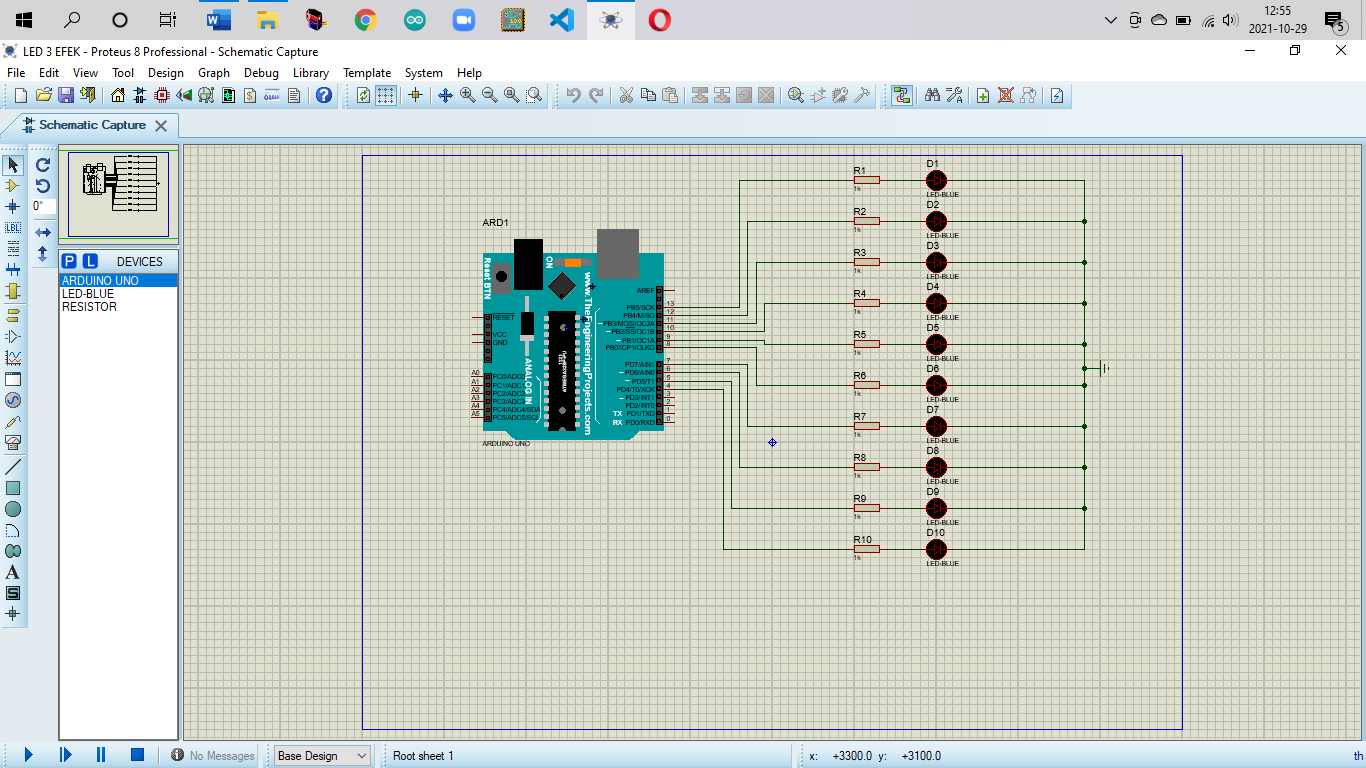 12:55
2021-10-29
5
LED 3 EFEK - Proteus 8 Professional - Schematic Capture
File Edit View Tool Design Graph Debug Library Template System Help
Schematic Capture
0°
LBL
P L DEVICES
ARDUINO UNO
LED-BLUE
RESISTOR
ARD1
Reset BTN
ON
www.TheEngineeringProjects.com
ANALOG IN
RESET
VCC
GND
A0 PC0/ADC0
A1 PC1/ADC1
A2 PC2/ADC2
A3 PC3/ADC3
A4 PC4/ADC4/SDA
A5 PC5/ADC5/SCL
AREF
PB5/SCK 13
PB4/MISO 12
~PB3/MOSI/OC2A 11
~PB2/SS/OC1B 10
~PB1/OC1A 9
PB0/ICP1/CLKO 8
PD7/AIN1 7
~PD6/AIN0 6
~PD5/T1 5
PD4/T0/XCK 4
~PD3/INT1 3
PD2/INT0 2
TX PD1/TXD 1
RX PD0/RXD 0
ARDUINO UNO
R1 1k D1 LED-BLUE
R2 1k D2 LED-BLUE
R3 1k D3 LED-BLUE
R4 1k D4 LED-BLUE
R5 1k D5 LED-BLUE
R6 1k D6 LED-BLUE
R7 1k D7 LED-BLUE
R8 1k D8 LED-BLUE
R9 1k D9 LED-BLUE
R10 1k D10 LED-BLUE
No Messages
Base Design
Root sheet 1
x: +3300.0 y: +3100.0 th